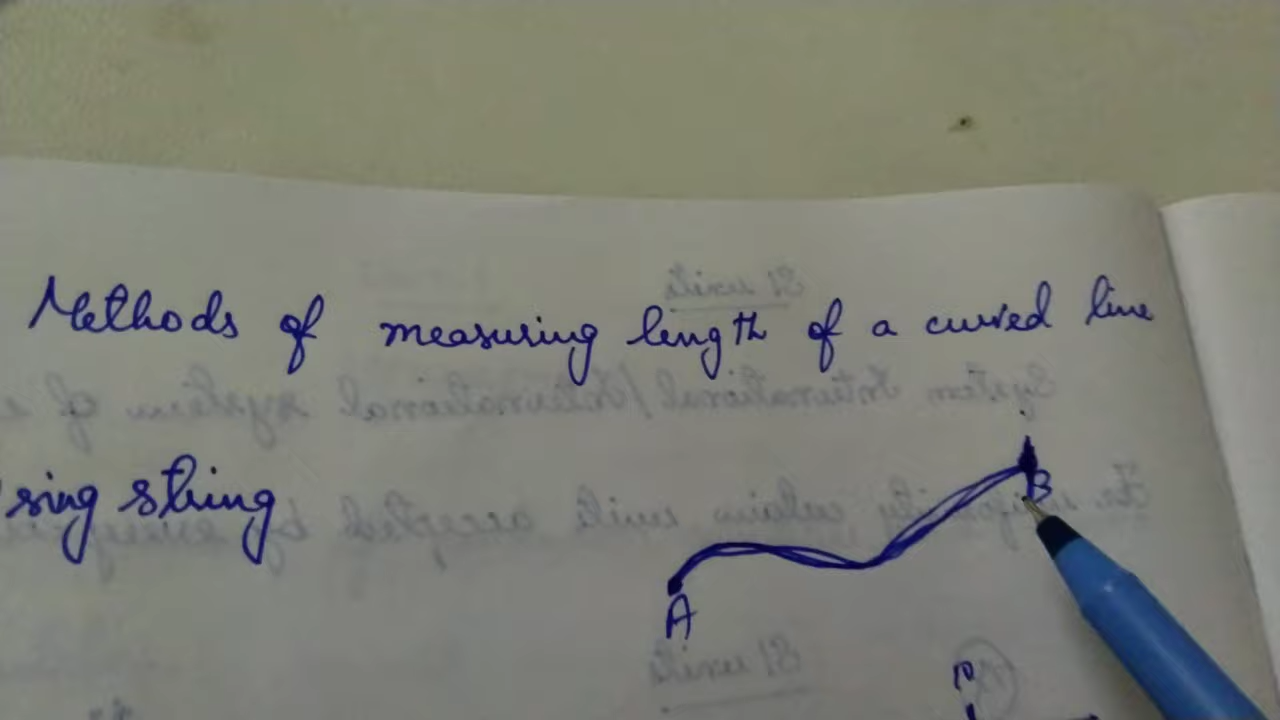 Methods of measuring length of a curved line
sing string
B
A
P